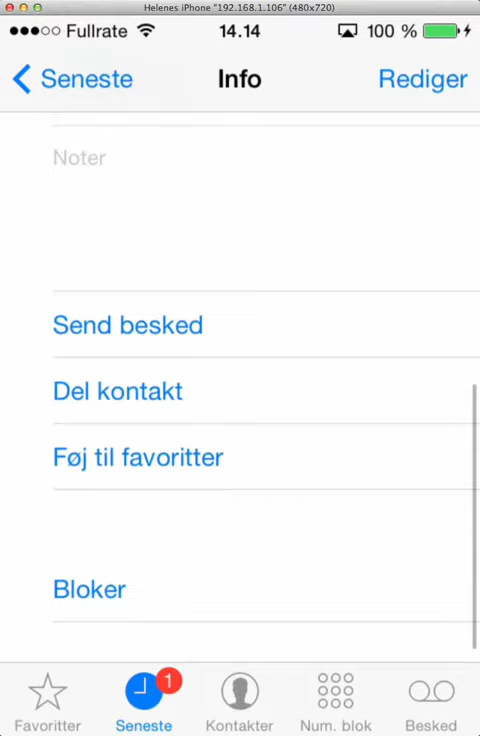 Helenes iPhone "192.168.1.106" (480x720)
Fullrate 14.14 100 %
Seneste Info Rediger
Noter
Send besked
Del kontakt
Føj til favoritter
Bloker
1
Favoritter Seneste Kontakter Num. blok Besked